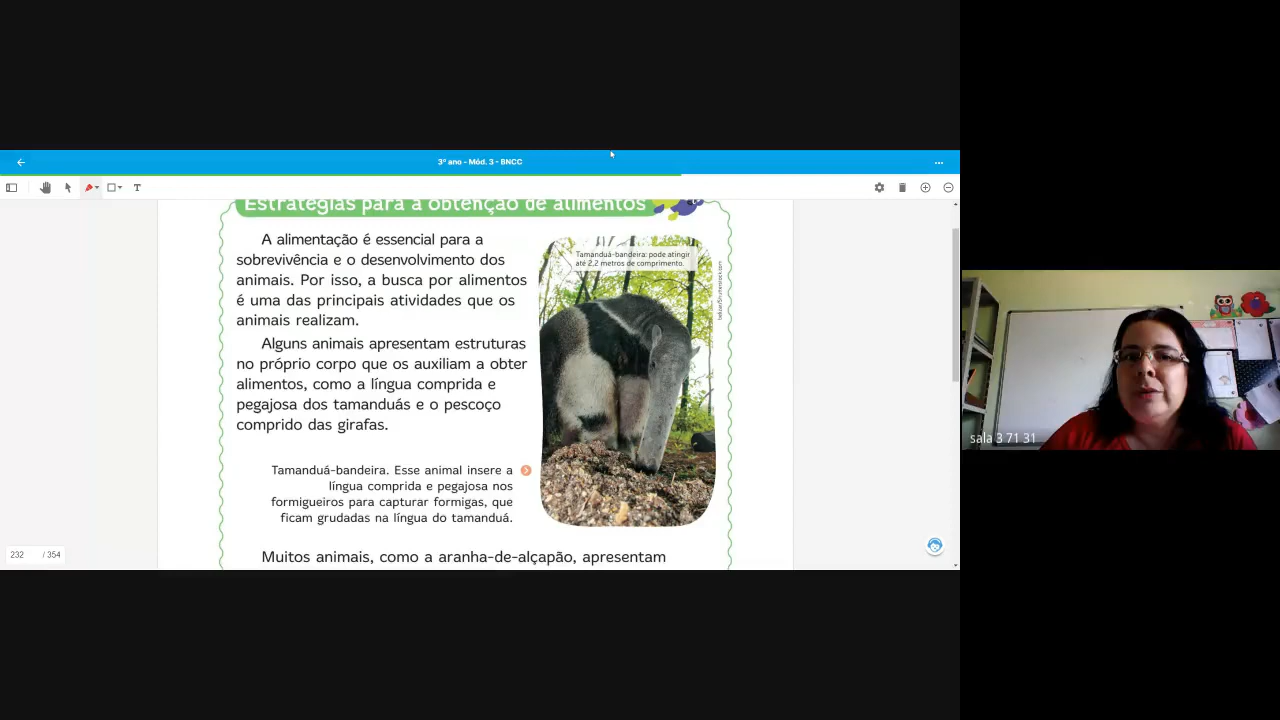 3º ano - Mód. 3 - BNCC
Estratégias para a obtenção de alimentos
A alimentação é essencial para a
sobrevivência e o desenvolvimento dos
animais. Por isso, a busca por alimentos
é uma das principais atividades que os
animais realizam.
Alguns animais apresentam estruturas
no próprio corpo que os auxiliam a obter
alimentos, como a língua comprida e
pegajosa dos tamanduás e o pescoço
comprido das girafas.
Tamanduá-bandeira: pode atingir
até 2,2 metros de comprimento.
Tamanduá-bandeira. Esse animal insere a
língua comprida e pegajosa nos
formigueiros para capturar formigas, que
ficam grudadas na língua do tamanduá.
Muitos animais, como a aranha-de-alçapão, apresentam
232 / 354
sala 3 71 31